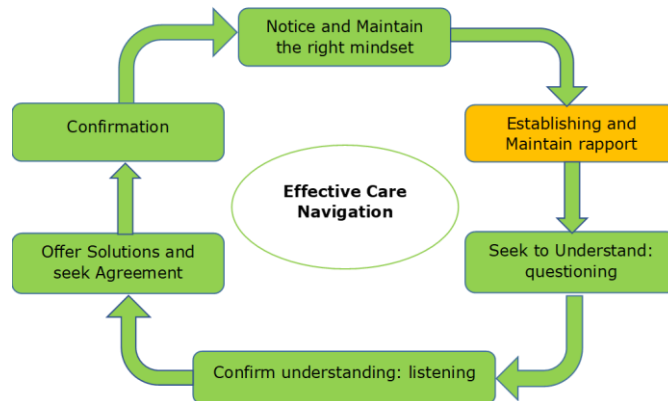 Notice and Maintain
the right mindset
Establishing and
Maintain rapport
Seek to Understand:
questioning
Confirm understanding: listening
Offer Solutions and
seek Agreement
Confirmation
Effective Care
Navigation